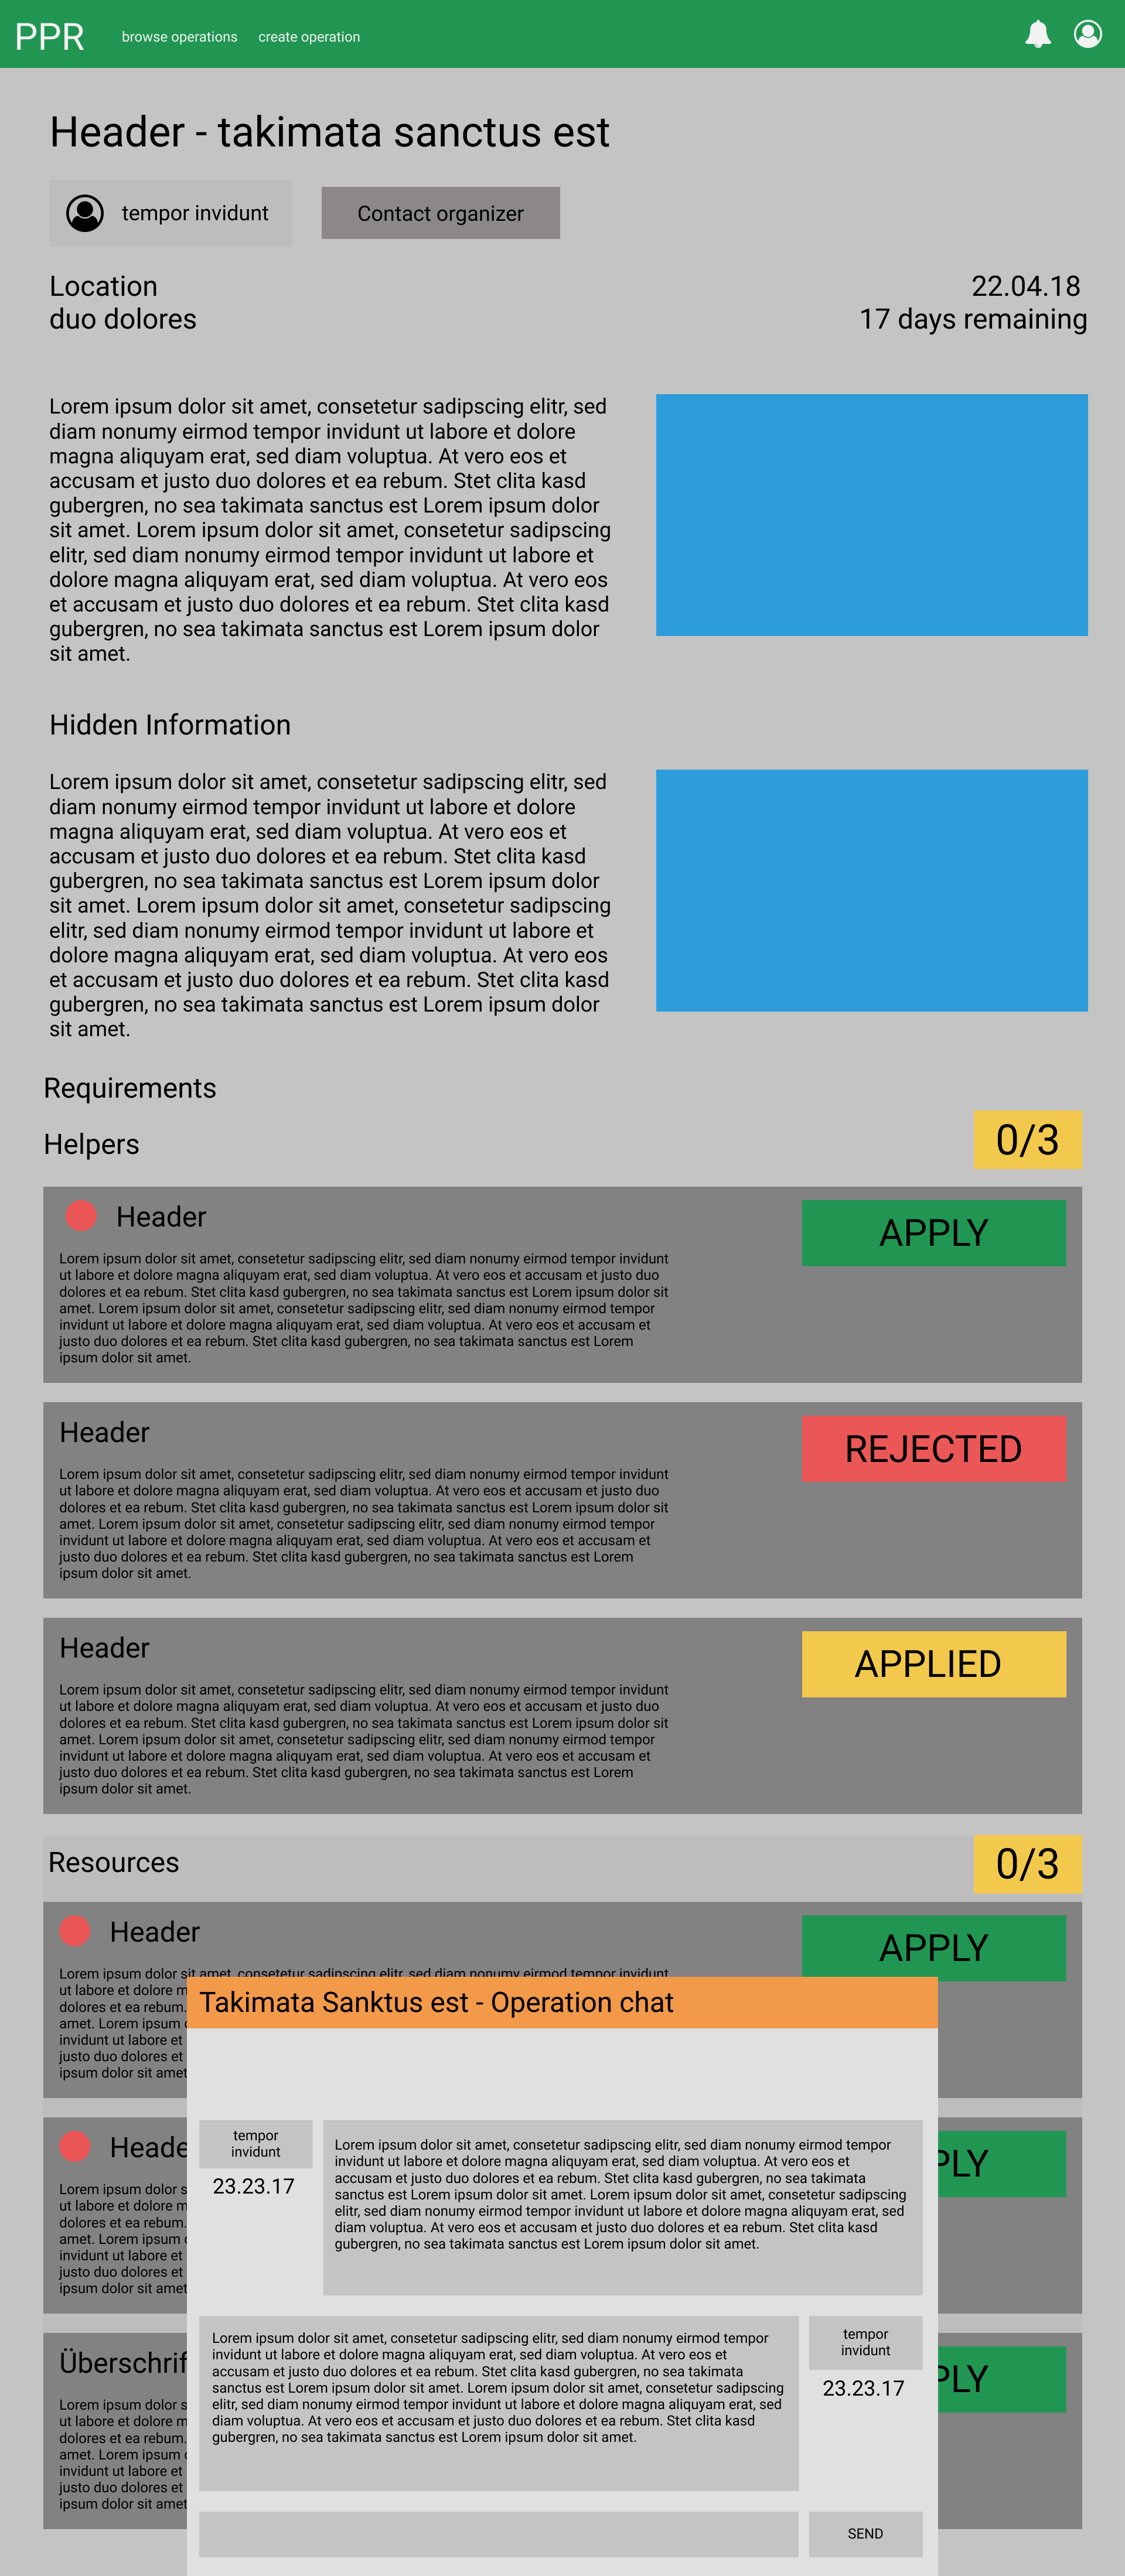 PPR
browse operations
create operation
Header - takimata sanctus est
tempor invidunt
Contact organizer
Location
duo dolores
22.04.18
17 days remaining
Lorem ipsum dolor sit amet, consetetur sadipscing elitr, sed
diam nonumy eirmod tempor invidunt ut labore et dolore
magna aliquyam erat, sed diam voluptua. At vero eos et
accusam et justo duo dolores et ea rebum. Stet clita kasd
gubergren, no sea takimata sanctus est Lorem ipsum dolor
sit amet. Lorem ipsum dolor sit amet, consetetur sadipscing
elitr, sed diam nonumy eirmod tempor invidunt ut labore et
dolore magna aliquyam erat, sed diam voluptua. At vero eos
et accusam et justo duo dolores et ea rebum. Stet clita kasd
gubergren, no sea takimata sanctus est Lorem ipsum dolor
sit amet.
Hidden Information
Lorem ipsum dolor sit amet, consetetur sadipscing elitr, sed
diam nonumy eirmod tempor invidunt ut labore et dolore
magna aliquyam erat, sed diam voluptua. At vero eos et
accusam et justo duo dolores et ea rebum. Stet clita kasd
gubergren, no sea takimata sanctus est Lorem ipsum dolor
sit amet. Lorem ipsum dolor sit amet, consetetur sadipscing
elitr, sed diam nonumy eirmod tempor invidunt ut labore et
dolore magna aliquyam erat, sed diam voluptua. At vero eos
et accusam et justo duo dolores et ea rebum. Stet clita kasd
gubergren, no sea takimata sanctus est Lorem ipsum dolor
sit amet.
Requirements
Helpers
0/3
Header
APPLY
Lorem ipsum dolor sit amet, consetetur sadipscing elitr, sed diam nonumy eirmod tempor invidunt
ut labore et dolore magna aliquyam erat, sed diam voluptua. At vero eos et accusam et justo duo
dolores et ea rebum. Stet clita kasd gubergren, no sea takimata sanctus est Lorem ipsum dolor sit
amet. Lorem ipsum dolor sit amet, consetetur sadipscing elitr, sed diam nonumy eirmod tempor
invidunt ut labore et dolore magna aliquyam erat, sed diam voluptua. At vero eos et accusam et
justo duo dolores et ea rebum. Stet clita kasd gubergren, no sea takimata sanctus est Lorem
ipsum dolor sit amet.
Header
REJECTED
Lorem ipsum dolor sit amet, consetetur sadipscing elitr, sed diam nonumy eirmod tempor invidunt
ut labore et dolore magna aliquyam erat, sed diam voluptua. At vero eos et accusam et justo duo
dolores et ea rebum. Stet clita kasd gubergren, no sea takimata sanctus est Lorem ipsum dolor sit
amet. Lorem ipsum dolor sit amet, consetetur sadipscing elitr, sed diam nonumy eirmod tempor
invidunt ut labore et dolore magna aliquyam erat, sed diam voluptua. At vero eos et accusam et
justo duo dolores et ea rebum. Stet clita kasd gubergren, no sea takimata sanctus est Lorem
ipsum dolor sit amet.
Header
APPLIED
Lorem ipsum dolor sit amet, consetetur sadipscing elitr, sed diam nonumy eirmod tempor invidunt
ut labore et dolore magna aliquyam erat, sed diam voluptua. At vero eos et accusam et justo duo
dolores et ea rebum. Stet clita kasd gubergren, no sea takimata sanctus est Lorem ipsum dolor sit
amet. Lorem ipsum dolor sit amet, consetetur sadipscing elitr, sed diam nonumy eirmod tempor
invidunt ut labore et dolore magna aliquyam erat, sed diam voluptua. At vero eos et accusam et
justo duo dolores et ea rebum. Stet clita kasd gubergren, no sea takimata sanctus est Lorem
ipsum dolor sit amet.
Resources
0/3
Header
APPLY
Lorem ipsum dolor sit amet, consetetur sadipscing elitr, sed diam nonumy eirmod tempor invidunt
ut labore et dolore
dolores et ea rebum.
amet. Lorem ipsum
invidunt ut labore et
justo duo dolores et
ipsum dolor sit amet
Heade
PLY
Lorem ipsum dolor s
ut labore et dolore m
dolores et ea rebum.
amet. Lorem ipsum
invidunt ut labore et
justo duo dolores et
ipsum dolor sit amet
Überschrif
PLY
Lorem ipsum dolor s
ut labore et dolore m
dolores et ea rebum.
amet. Lorem ipsum
invidunt ut labore et
justo duo dolores et
ipsum dolor sit amet
Takimata Sanktus est - Operation chat
tempor
invidunt
23.23.17
Lorem ipsum dolor sit amet, consetetur sadipscing elitr, sed diam nonumy eirmod tempor
invidunt ut labore et dolore magna aliquyam erat, sed diam voluptua. At vero eos et
accusam et justo duo dolores et ea rebum. Stet clita kasd gubergren, no sea takimata
sanctus est Lorem ipsum dolor sit amet. Lorem ipsum dolor sit amet, consetetur sadipscing
elitr, sed diam nonumy eirmod tempor invidunt ut labore et dolore magna aliquyam erat, sed
diam voluptua. At vero eos et accusam et justo duo dolores et ea rebum. Stet clita kasd
gubergren, no sea takimata sanctus est Lorem ipsum dolor sit amet.
Lorem ipsum dolor sit amet, consetetur sadipscing elitr, sed diam nonumy eirmod tempor
invidunt ut labore et dolore magna aliquyam erat, sed diam voluptua. At vero eos et
accusam et justo duo dolores et ea rebum. Stet clita kasd gubergren, no sea takimata
sanctus est Lorem ipsum dolor sit amet. Lorem ipsum dolor sit amet, consetetur sadipscing
elitr, sed diam nonumy eirmod tempor invidunt ut labore et dolore magna aliquyam erat, sed
diam voluptua. At vero eos et accusam et justo duo dolores et ea rebum. Stet clita kasd
gubergren, no sea takimata sanctus est Lorem ipsum dolor sit amet.
tempor
invidunt
23.23.17
SEND